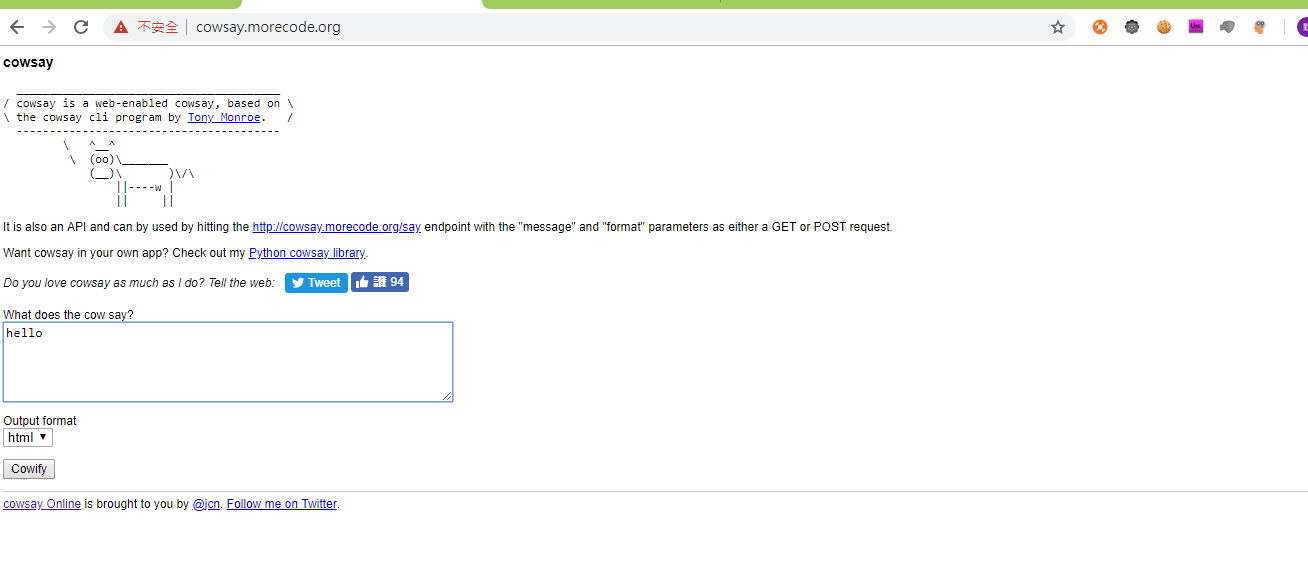 不安全 cowsay.morecode.org
cowsay
 ________________________________________
/ cowsay is a web-enabled cowsay, based on \
\ the cowsay cli program by Tony Monroe.   /
  ----------------------------------------
         \   ^__^
          \  (oo)\_______
             (__)\       )\/\
                 ||----w |
                 ||     ||
It is also an API and can by used by hitting the http://cowsay.morecode.org/say endpoint with the "message" and "format" parameters as either a GET or POST request.
Want cowsay in your own app? Check out my Python cowsay library.
Do you love cowsay as much as I do? Tell the web: Tweet 讚 94
What does the cow say?
hello
Output format
html
Cowify
cowsay Online is brought to you by @jcn. Follow me on Twitter.